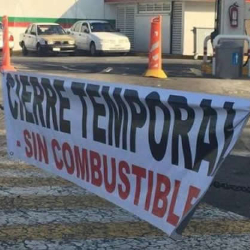 CIERRE TEMPORAL
- SIN COMBUSTIBLE